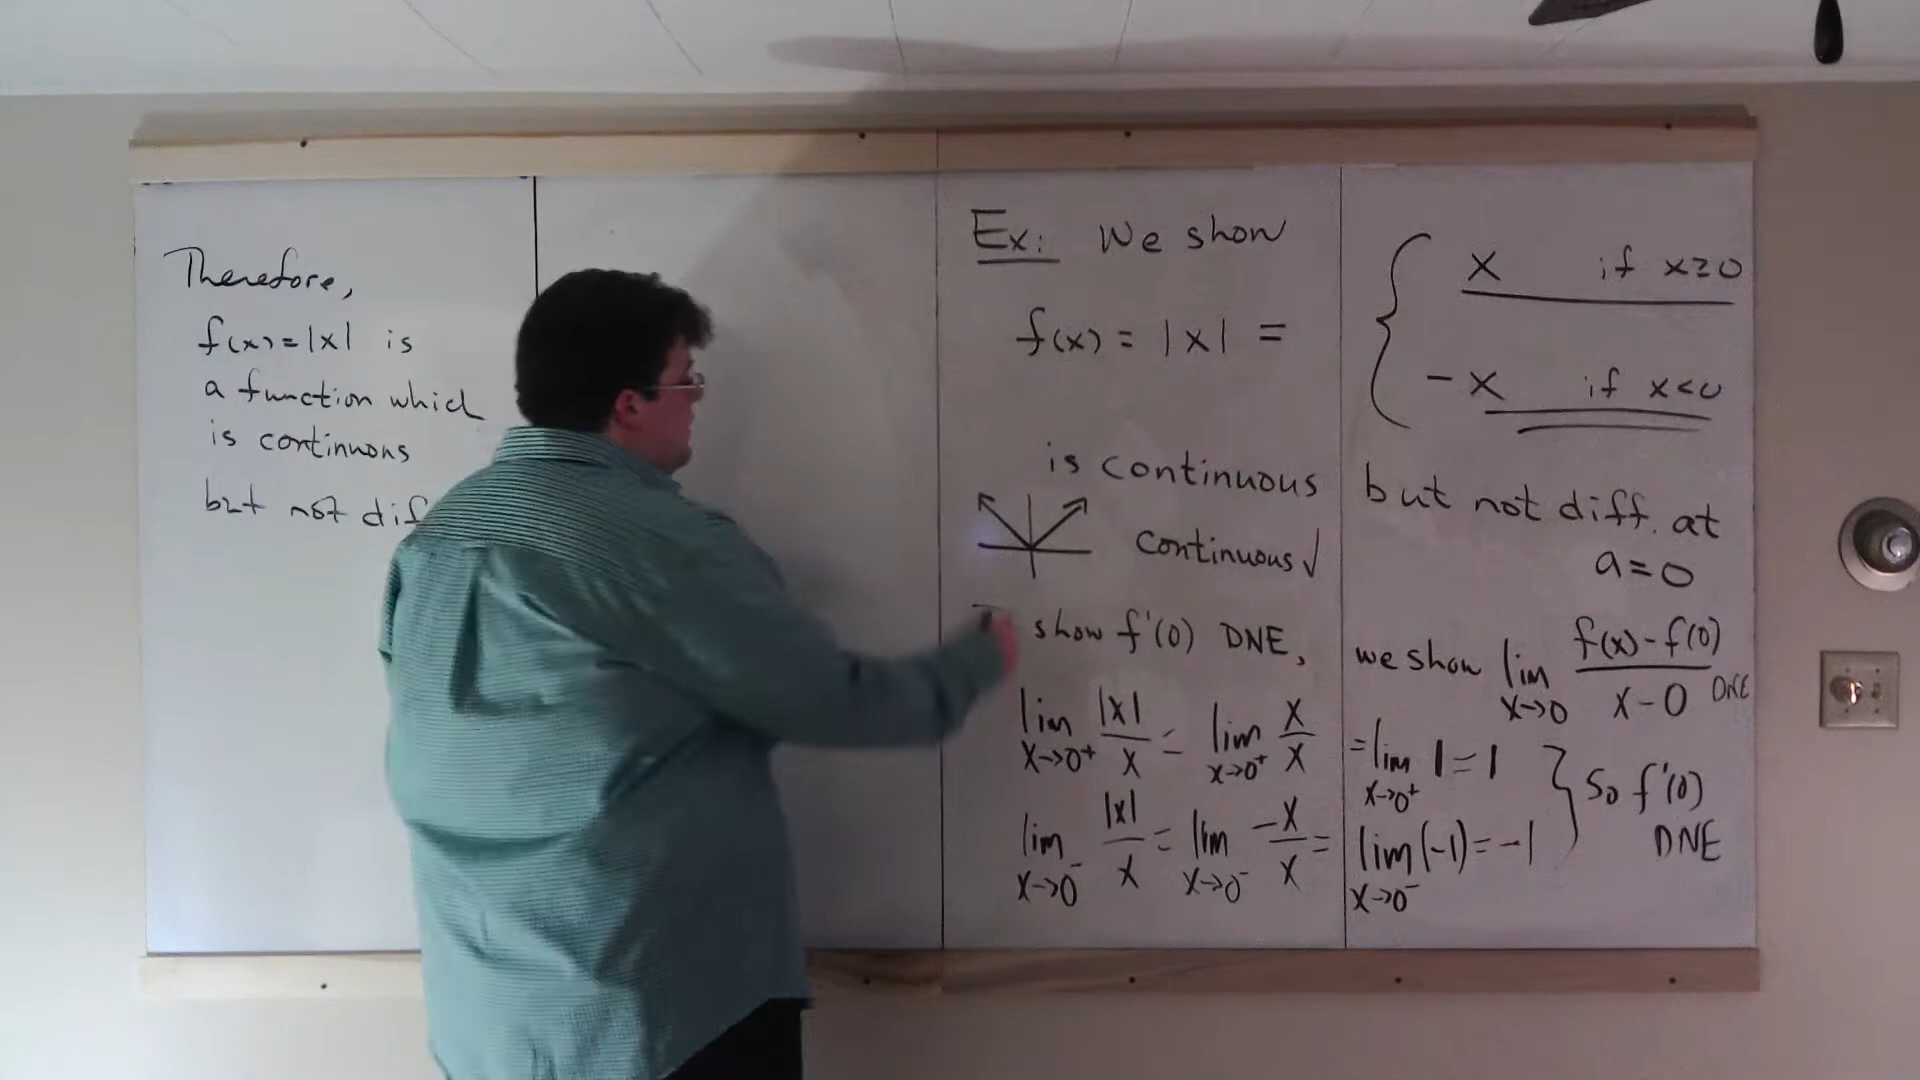 Therefore,
f(x) = |x| is
a function which
is continuous
but not dif
Ex: We show
f(x) = |x| =
{ x if x ≥ 0
-x if x < 0
is continuous
but not diff. at
a = 0
continuous ✓
show f'(0) DNE,
we show lim x→0 (f(x) - f(0))/(x - 0) DNE
lim x→0⁺ |x|/x = lim x→0⁺ x/x = lim x→0⁺ 1 = 1
lim x→0⁻ |x|/x = lim x→0⁻ -x/x = lim x→0⁻ (-1) = -1
} So f'(0)
DNE